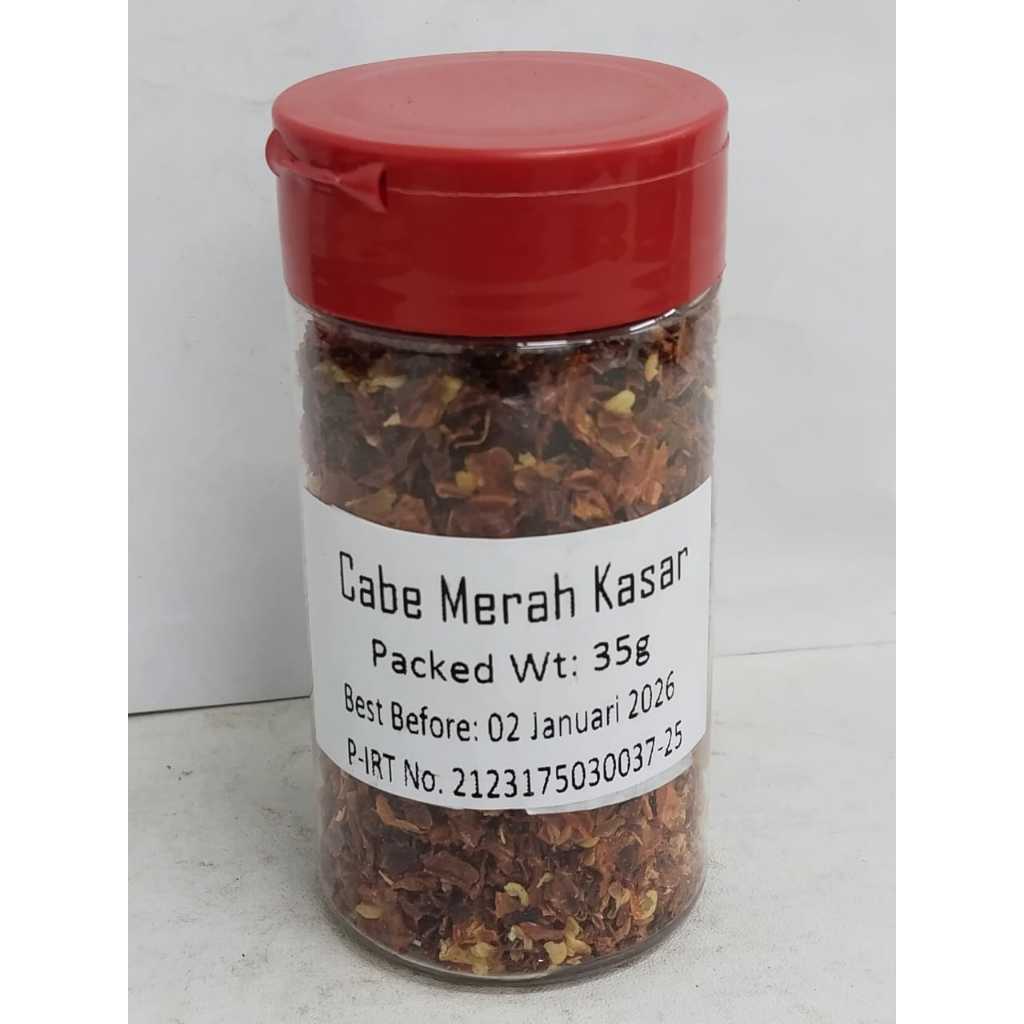 Cabe Merah Kasar
Packed Wt: 35g
Best Before: 02 Januari 2026
P-IRT No. 2123175030037-25